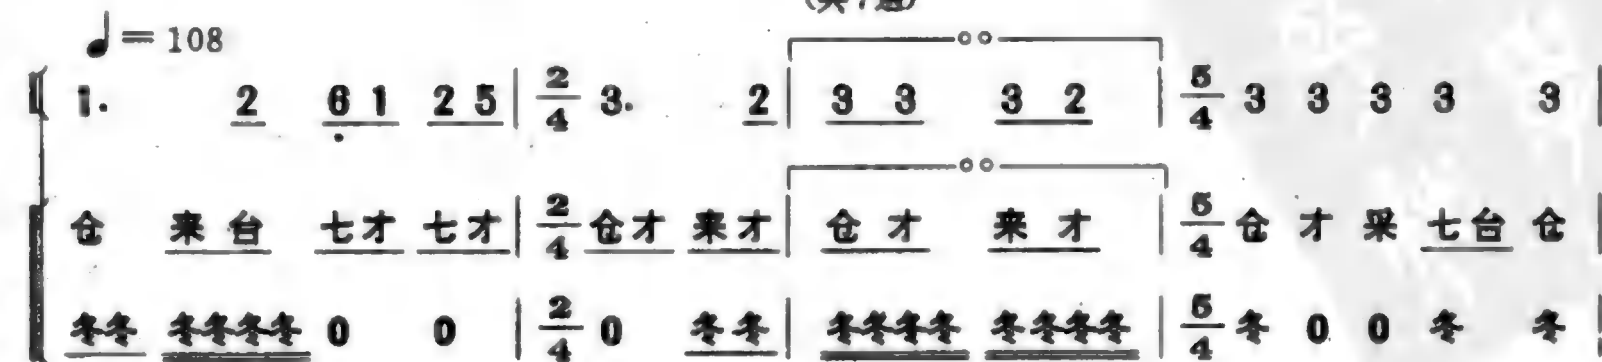 (共7遍)
♩= 108
1. 2 6̣ 1 2 5 | 2/4 3. 2 | 3 3 3 2 | 5/4 3 3 3 3 3 |
仓 来台 七才 七才 | 2/4 仓才 来才 | 仓才 来才 | 5/4 仓 才 采 七台 仓 |
冬冬 冬冬冬冬 0 0 | 2/4 0 冬冬 | 冬冬冬冬 冬冬冬冬 | 5/4 冬 0 0 冬 冬 |